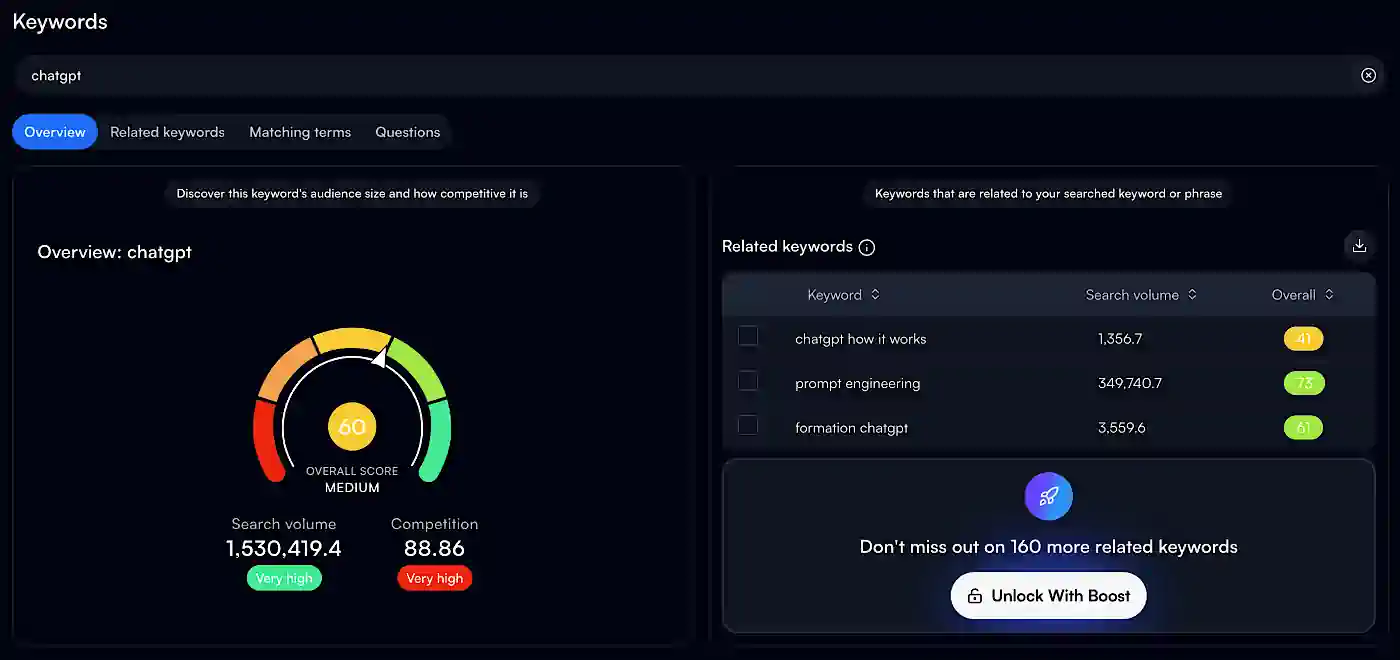 Keywords
chatgpt
Overview Related keywords Matching terms Questions
Discover this keyword's audience size and how competitive it is
Overview: chatgpt
60
OVERALL SCORE
MEDIUM
Search volume Competition
1,530,419.4 88.86
Very high Very high
Keywords that are related to your searched keyword or phrase
Related keywords
Keyword Search volume Overall
chatgpt how it works 1,356.7 41
prompt engineering 349,740.7 73
formation chatgpt 3,559.6 61
Don't miss out on 160 more related keywords
Unlock With Boost